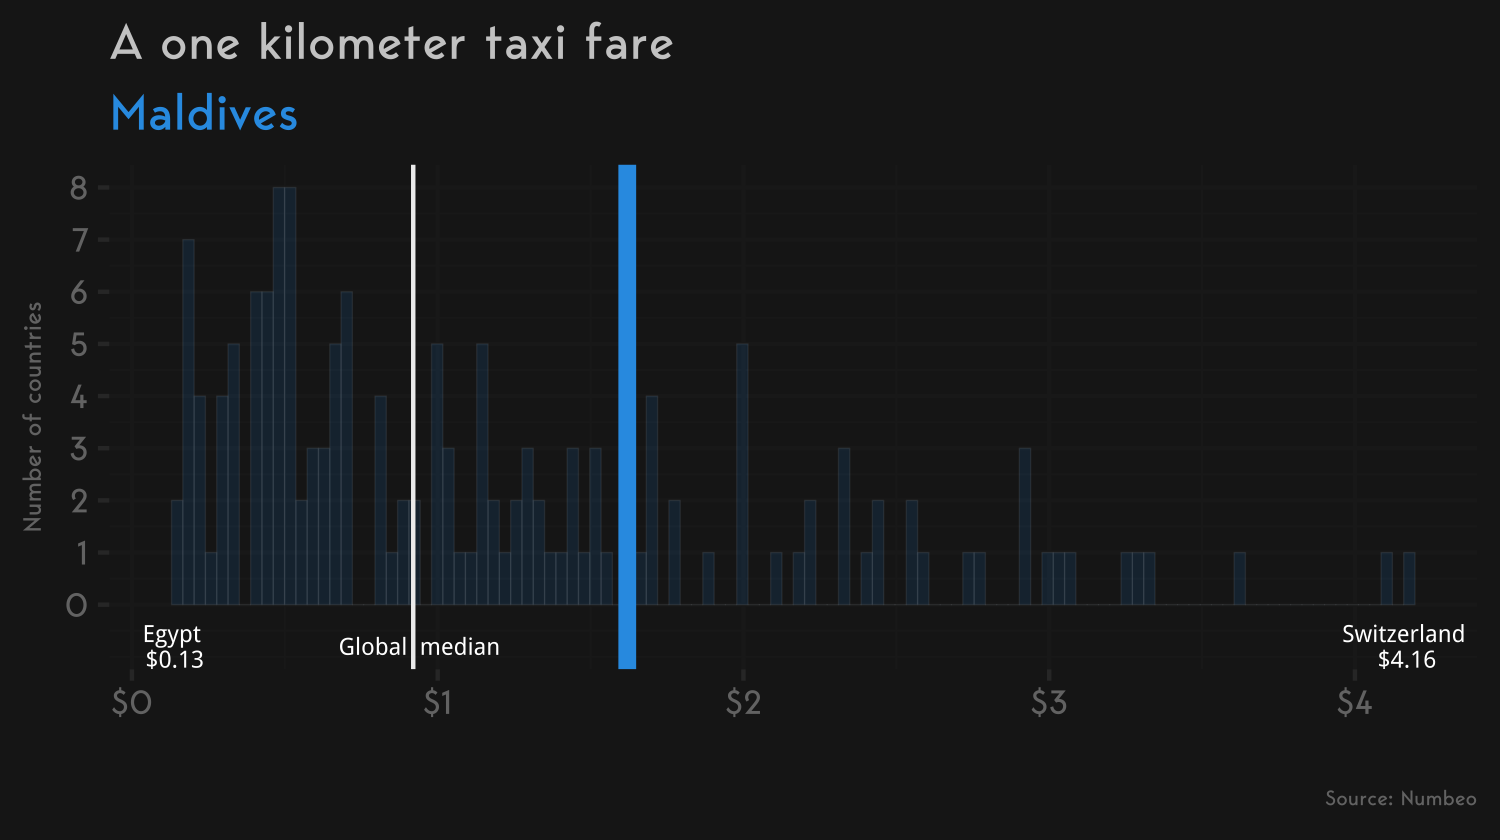 A one kilometer taxi fare
Maldives
Number of countries
8
7
6
5
4
3
2
1
0
Egypt
$0.13
Global median
Switzerland
$4.16
$0
$1
$2
$3
$4
Source: Numbeo